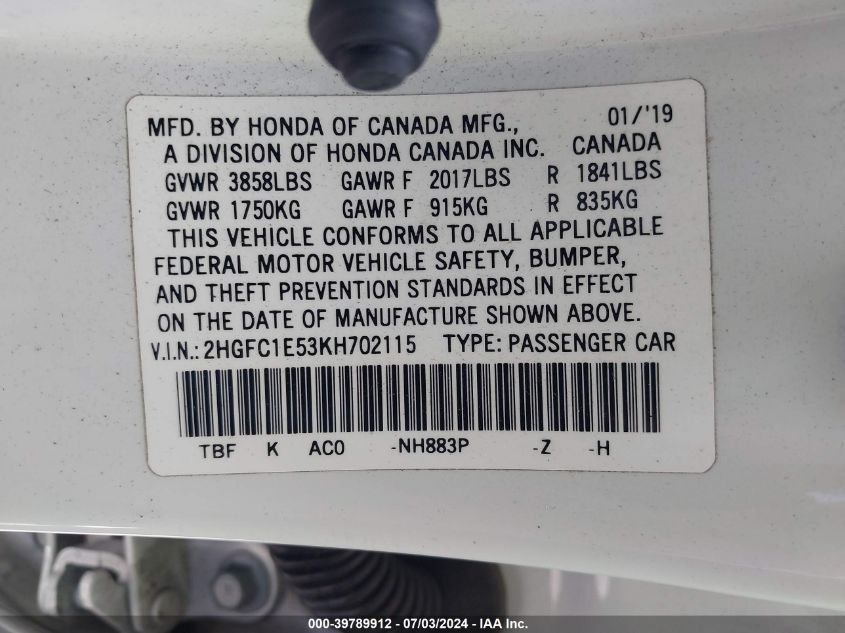 MFD. BY HONDA OF CANADA MFG., 01/'19
A DIVISION OF HONDA CANADA INC. CANADA
GVWR 3858LBS GAWR F 2017LBS R 1841LBS
GVWR 1750KG GAWR F 915KG R 835KG
THIS VEHICLE CONFORMS TO ALL APPLICABLE
FEDERAL MOTOR VEHICLE SAFETY, BUMPER,
AND THEFT PREVENTION STANDARDS IN EFFECT
ON THE DATE OF MANUFACTURE SHOWN ABOVE.
V.I.N.: 2HGFC1E53KH702115 TYPE: PASSENGER CAR
TBF K AC0 -NH883P -Z -H
000-39789912 - 07/03/2024 - IAA Inc.